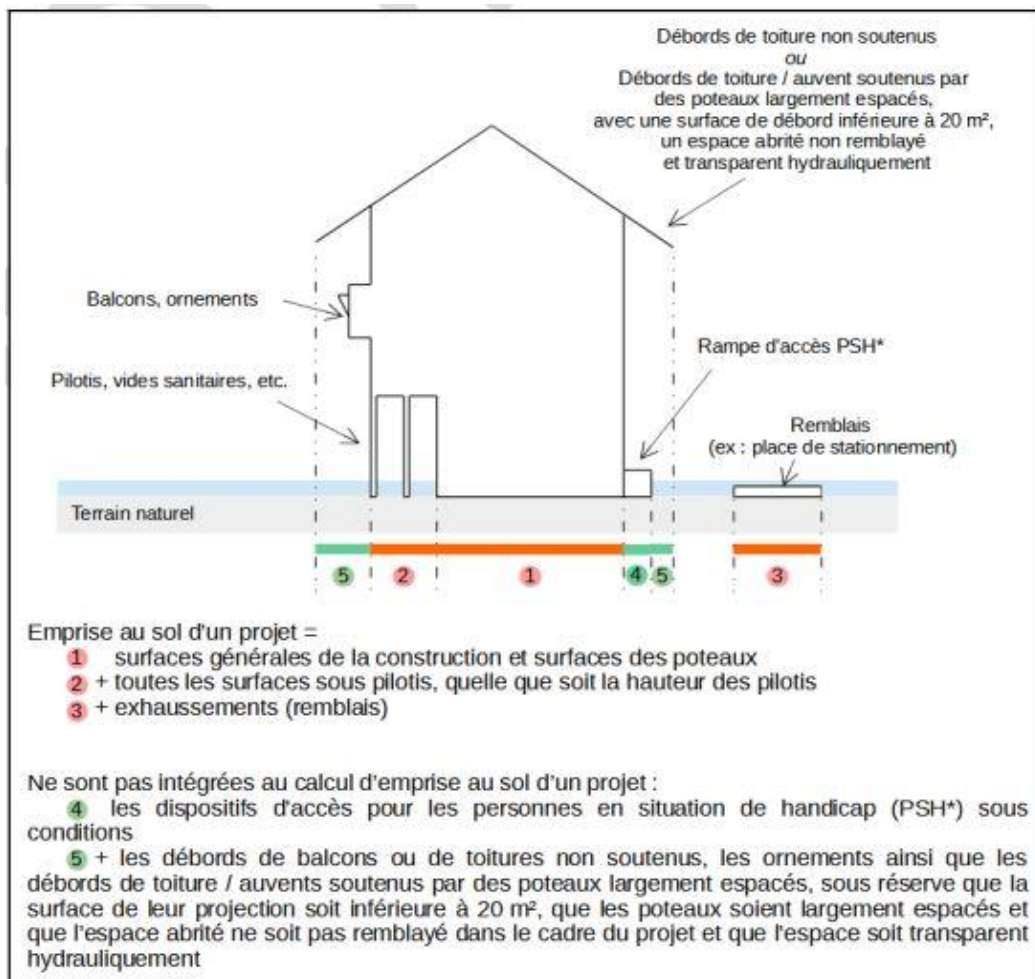 Débords de toiture non soutenus
ou
Débords de toiture / auvent soutenus par
des poteaux largement espacés,
avec une surface de débord inférieure à 20 m²,
un espace abrité non remblayé
et transparent hydrauliquement
Balcons, ornements
Rampe d'accès PSH*
Pilotis, vides sanitaires, etc.
Remblais
(ex : place de stationnement)
Terrain naturel
5 2 1 4 5 3
Emprise au sol d'un projet =
1 surfaces générales de la construction et surfaces des poteaux
2 + toutes les surfaces sous pilotis, quelle que soit la hauteur des pilotis
3 + exhaussements (remblais)
Ne sont pas intégrées au calcul d'emprise au sol d'un projet :
4 les dispositifs d'accès pour les personnes en situation de handicap (PSH*) sous
conditions
5 + les débords de balcons ou de toitures non soutenus, les ornements ainsi que les
débords de toiture / auvents soutenus par des poteaux largement espacés, sous réserve que la
surface de leur projection soit inférieure à 20 m², que les poteaux soient largement espacés et
que l'espace abrité ne soit pas remblayé dans le cadre du projet et que l'espace soit transparent
hydrauliquement